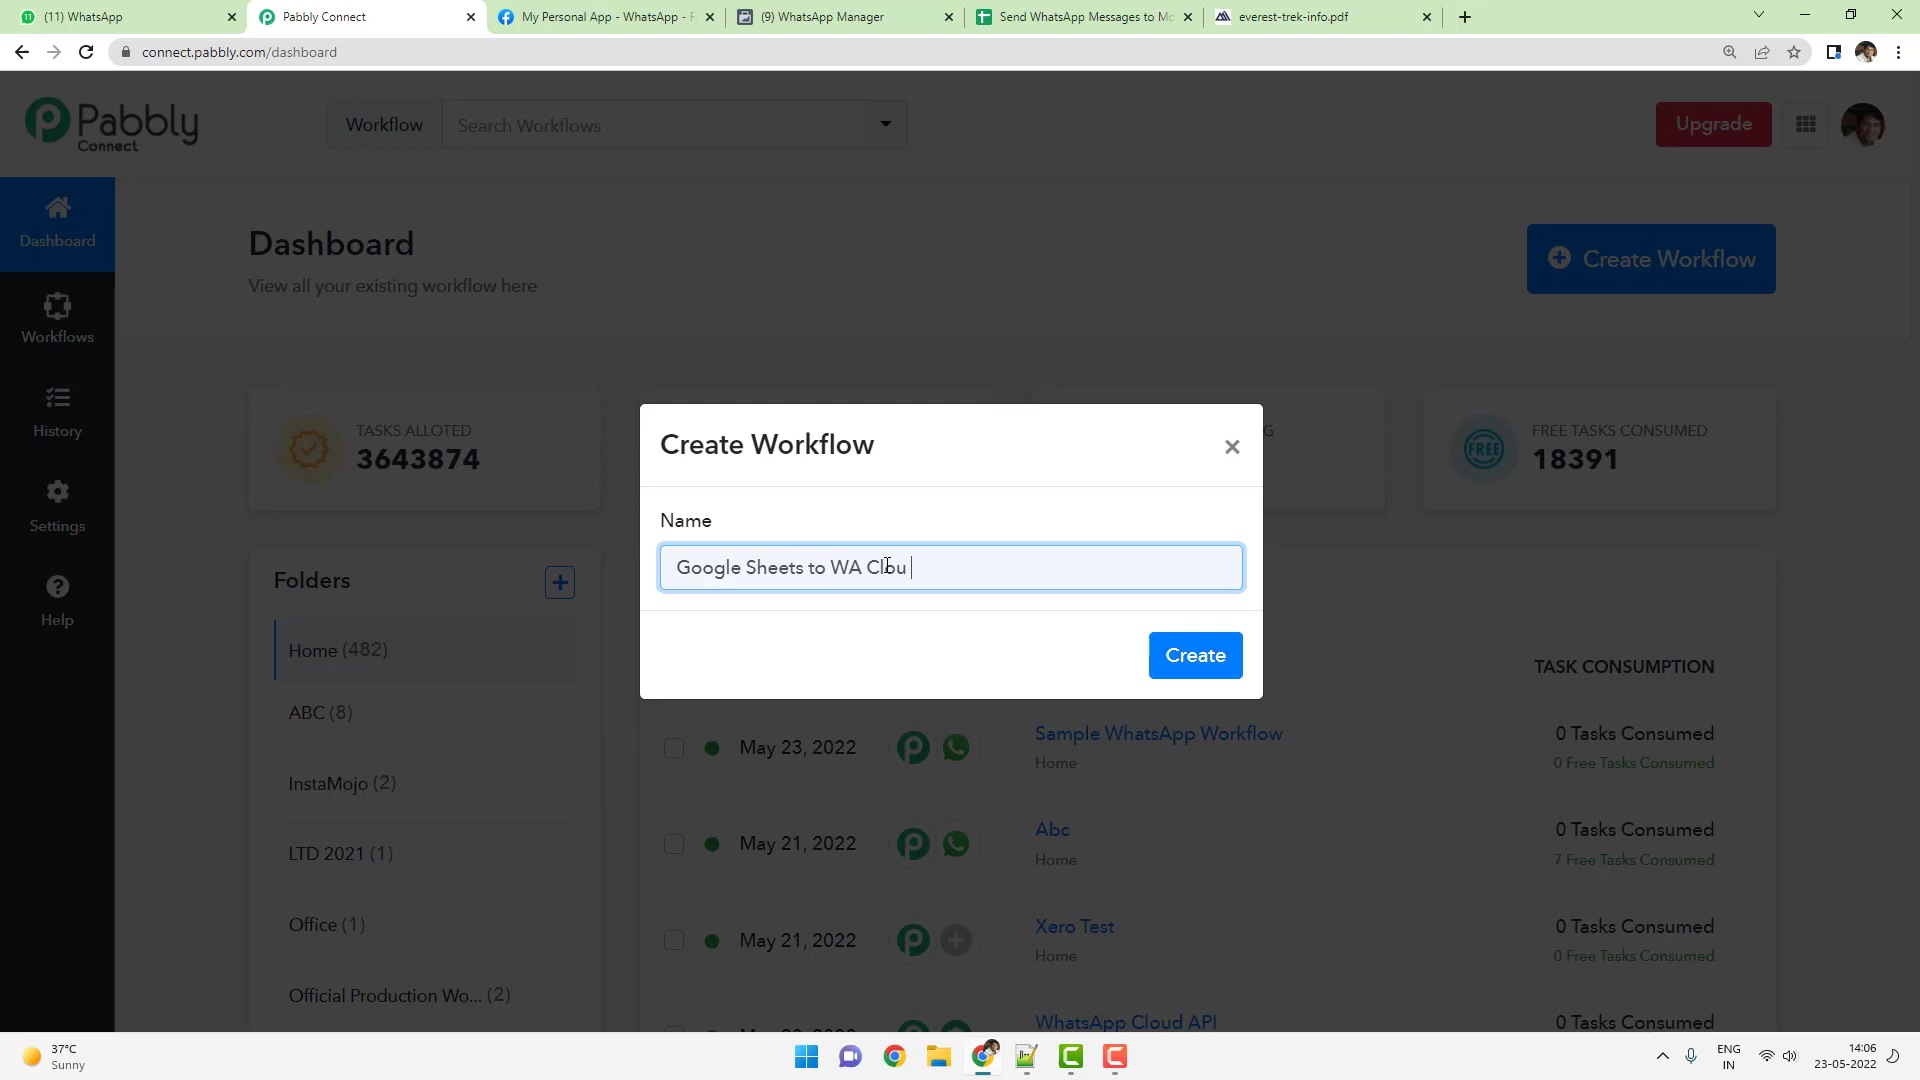 (11) WhatsApp
Pabbly Connect
My Personal App - WhatsApp - F
(9) WhatsApp Manager
Send WhatsApp Messages to Mo
everest-trek-info.pdf
connect.pabbly.com/dashboard
Pabbly
Connect
Workflow
Search Workflows
Upgrade
Dashboard
Workflows
History
Settings
Help
Dashboard
View all your existing workflow here
Create Workflow
TASKS ALLOTED
3643874
G
FREE
FREE TASKS CONSUMED
18391
Create Workflow
×
Name
Google Sheets to WA Clou
Create
Folders
Home (482)
ABC (8)
InstaMojo (2)
LTD 2021 (1)
Office (1)
Official Production Wo... (2)
TASK CONSUMPTION
May 23, 2022
Sample WhatsApp Workflow
Home
0 Tasks Consumed
0 Free Tasks Consumed
May 21, 2022
Abc
Home
0 Tasks Consumed
7 Free Tasks Consumed
May 21, 2022
Xero Test
Home
0 Tasks Consumed
0 Free Tasks Consumed
WhatsApp Cloud API
0 Tasks Consumed
37°C
Sunny
ENG
IN
14:06
23-05-2022